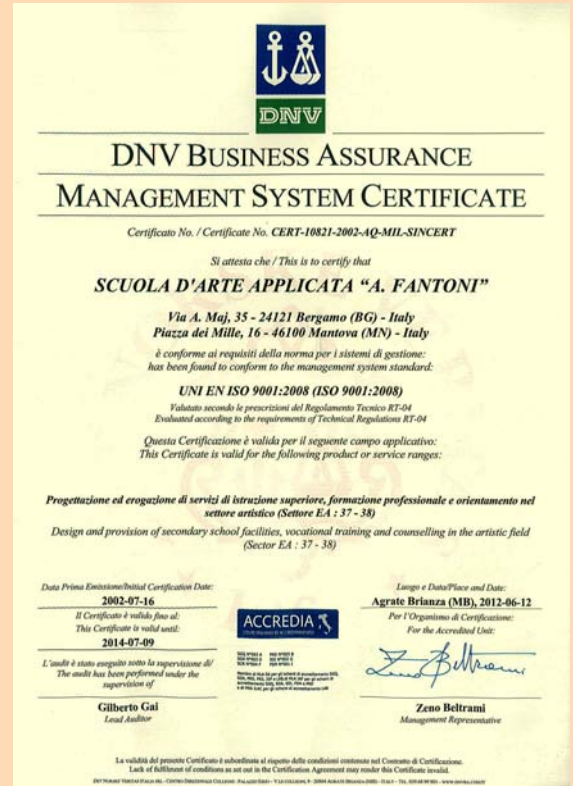 DNV
DNV BUSINESS ASSURANCE
MANAGEMENT SYSTEM CERTIFICATE
Certificato No. / Certificate No. CERT-10821-2002-AQ-MIL-SINCERT
Si attesta che / This is to certify that
SCUOLA D'ARTE APPLICATA “A. FANTONI”
Via A. Maj, 35 - 24121 Bergamo (BG) - Italy
Piazza dei Mille, 16 - 46100 Mantova (MN) - Italy
è conforme ai requisiti della norma per i sistemi di gestione:
has been found to conform to the management system standard:
UNI EN ISO 9001:2008 (ISO 9001:2008)
Valutato secondo le prescrizioni del Regolamento Tecnico RT-04
Evaluated according to the requirements of Technical Regulations RT-04
Questa Certificazione è valida per il seguente campo applicativo:
This Certificate is valid for the following product or service ranges:
Progettazione ed erogazione di servizi di istruzione superiore, formazione professionale e orientamento nel
settore artistico (Settore EA : 37 - 38)
Design and provision of secondary school facilities, vocational training and counselling in the artistic field
(Sector EA : 37 - 38)
Data Prima Emissione/Initial Certification Date:
2002-07-16
Il Certificato è valido fino al:
This Certificate is valid until:
2014-07-09
L'audit è stato eseguito sotto la supervisione di/
The audit has been performed under the
supervision of
Gilberto Gai
Lead Auditor
ACCREDIA
Luogo e Data/Place and Date:
Agrate Brianza (MB), 2012-06-12
Per l'Organismo di Certificazione:
For the Accredited Unit:
Zeno Beltrami
Zeno Beltrami
Management Representative
La validità del presente Certificato è subordinata al rispetto delle condizioni contenute nel Contratto di Certificazione.
Lack of fulfilment of conditions as set out in the Certification Agreement may render this Certificate invalid.